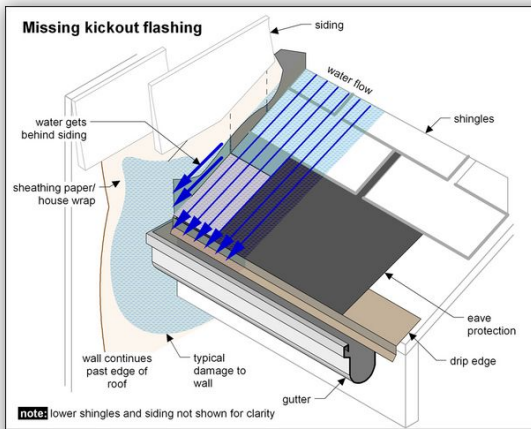 Missing kickout flashing
siding
water flow
water gets
behind siding
shingles
sheathing paper/
house wrap
eave
protection
drip edge
wall continues
past edge of
roof
typical
damage to
wall
gutter
note: lower shingles and siding not shown for clarity